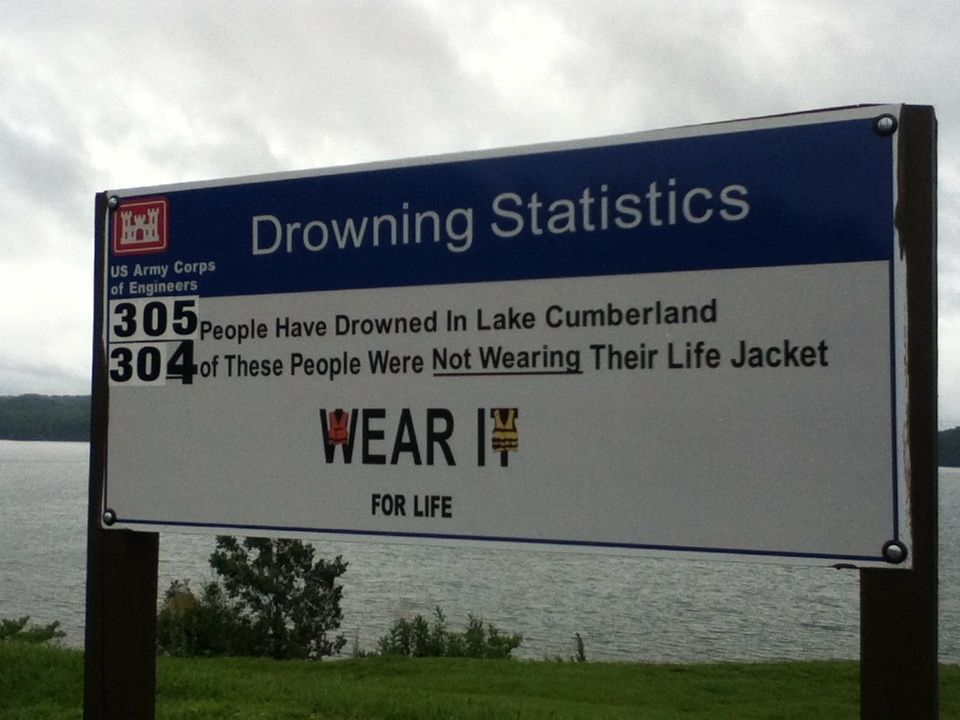 Drowning Statistics
US Army Corps
of Engineers
305 People Have Drowned In Lake Cumberland
304 of These People Were Not Wearing Their Life Jacket
WEAR IT
FOR LIFE